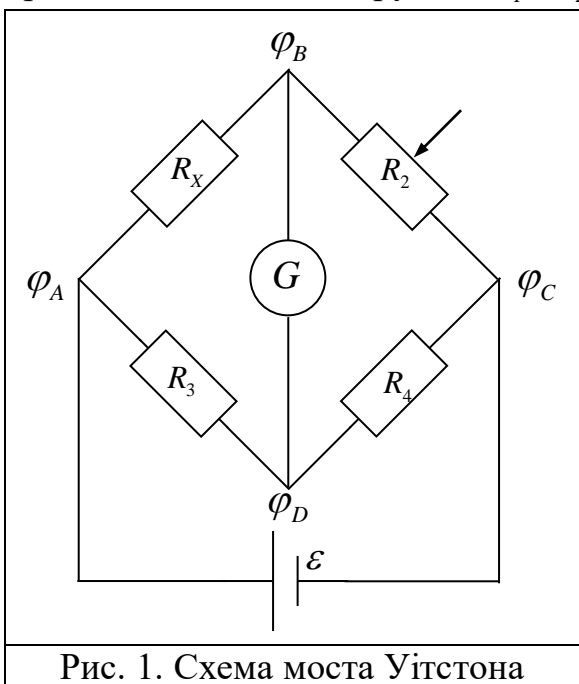 φ_B
R_X
R_2
φ_A
G
φ_C
R_3
R_4
φ_D
ε
Рис. 1. Схема моста Уітстона